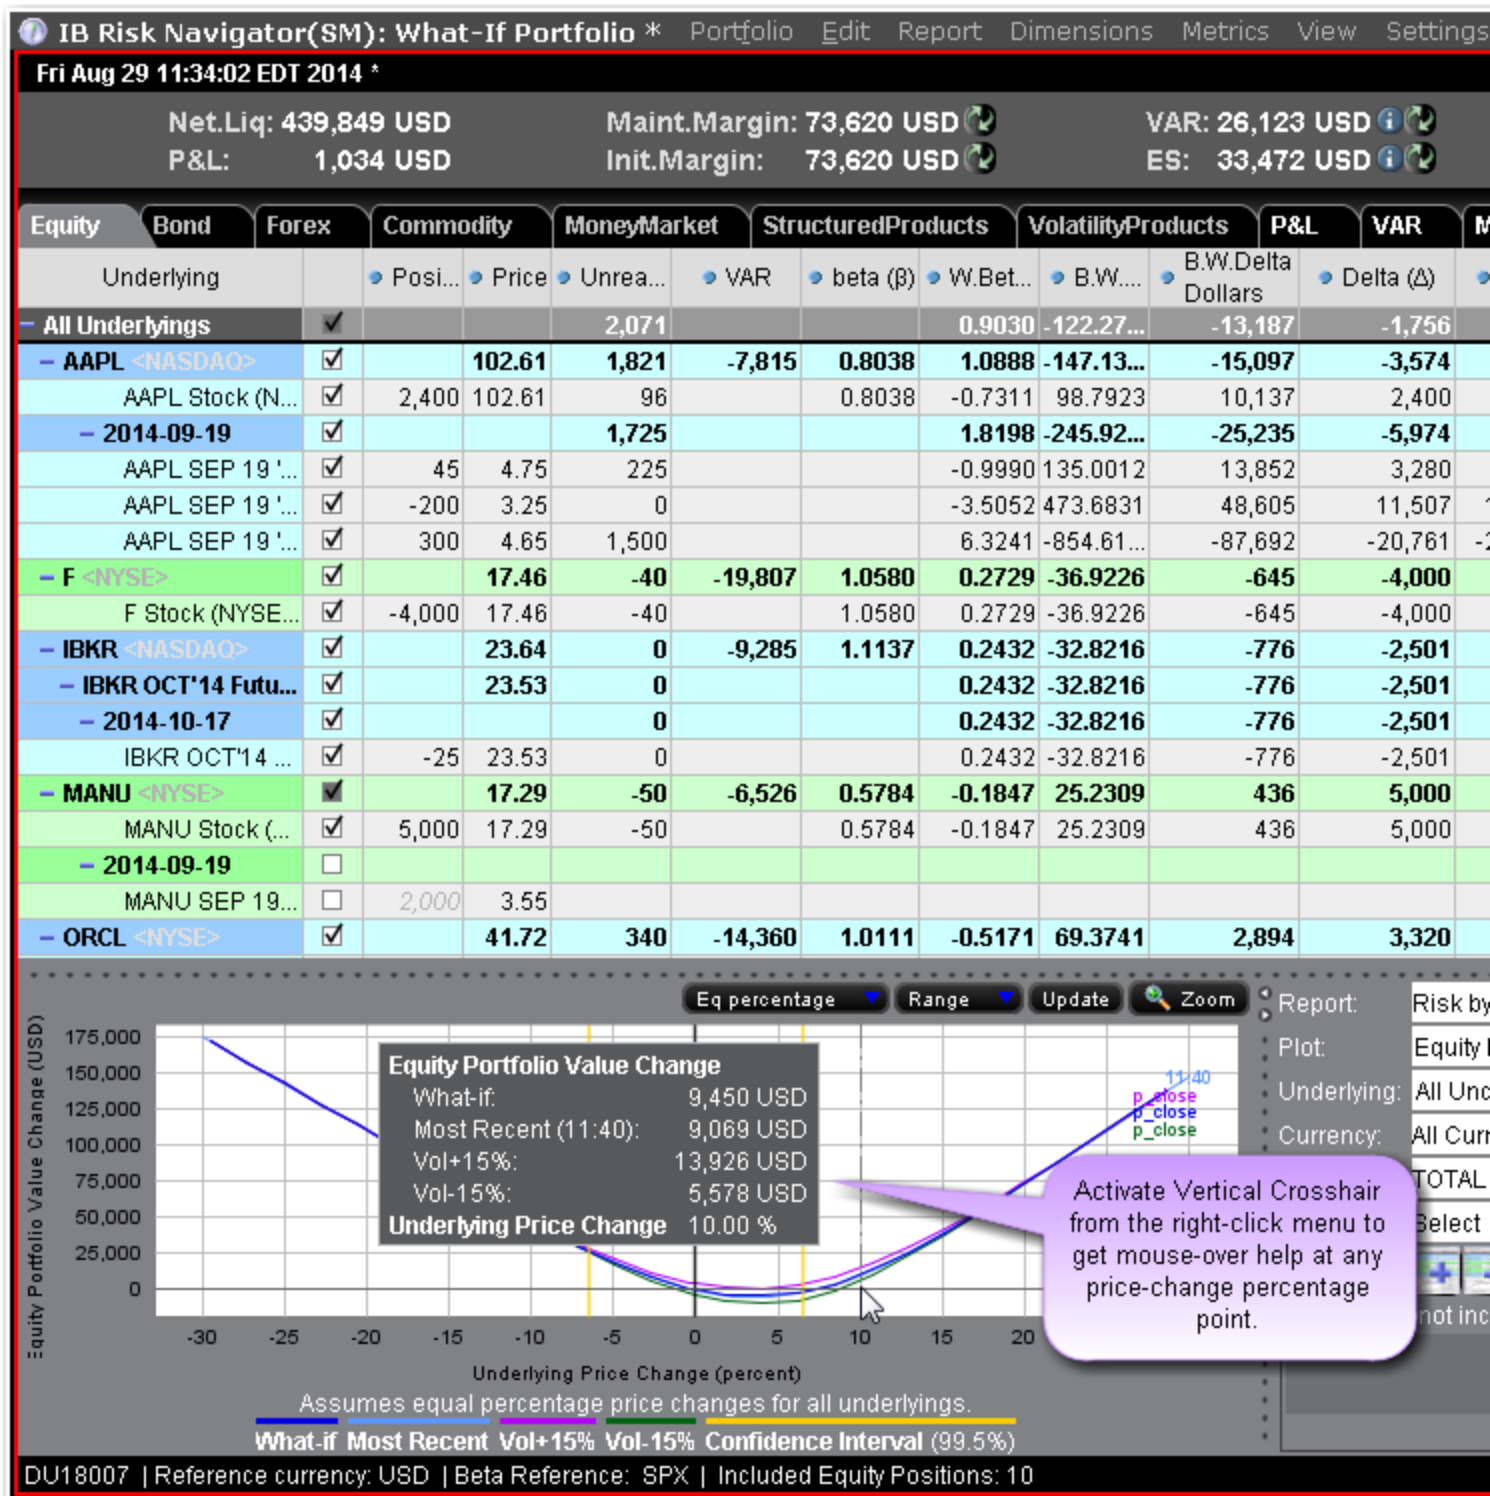 IB Risk Navigator(SM): What-If Portfolio * Portfolio Edit Report Dimensions Metrics View Settings
Fri Aug 29 11:34:02 EDT 2014 *
Net.Liq: 439,849 USD Maint.Margin: 73,620 USD VAR: 26,123 USD
P&L: 1,034 USD Init.Margin: 73,620 USD ES: 33,472 USD
Equity Bond Forex Commodity MoneyMarket StructuredProducts VolatilityProducts P&L VAR M
Underlying Posi... Price Unrea... VAR beta (β) W.Bet... B.W.... B.W.Delta Dollars Delta (Δ)
All Underlyings 2,071 0.9030 -122.27... -13,187 -1,756
AAPL <NASDAQ> 102.61 1,821 -7,815 0.8038 1.0888 -147.13... -15,097 -3,574
AAPL Stock (N... 2,400 102.61 96 0.8038 -0.7311 98.7923 10,137 2,400
2014-09-19 1,725 1.8198 -245.92... -25,235 -5,974
AAPL SEP 19 '... 45 4.75 225 -0.9990 135.0012 13,852 3,280
AAPL SEP 19 '... -200 3.25 0 -3.5052 473.6831 48,605 11,507
AAPL SEP 19 '... 300 4.65 1,500 6.3241 -854.61... -87,692 -20,761
F <NYSE> 17.46 -40 -19,807 1.0580 0.2729 -36.9226 -645 -4,000
F Stock (NYSE... -4,000 17.46 -40 1.0580 0.2729 -36.9226 -645 -4,000
IBKR <NASDAQ> 23.64 0 -9,285 1.1137 0.2432 -32.8216 -776 -2,501
IBKR OCT'14 Futu... 23.53 0 0.2432 -32.8216 -776 -2,501
2014-10-17 0 0.2432 -32.8216 -776 -2,501
IBKR OCT'14 ... -25 23.53 0 0.2432 -32.8216 -776 -2,501
MANU <NYSE> 17.29 -50 -6,526 0.5784 -0.1847 25.2309 436 5,000
MANU Stock (... 5,000 17.29 -50 0.5784 -0.1847 25.2309 436 5,000
2014-09-19
MANU SEP 19... 2,000 3.55
ORCL <NYSE> 41.72 340 -14,360 1.0111 -0.5171 69.3741 2,894 3,320
Eq percentage Range Update Zoom
Equity Portfolio Value Change (USD)
175,000
150,000
125,000
100,000
75,000
50,000
25,000
0
Equity Portfolio Value Change
What-if: 9,450 USD
Most Recent (11:40): 9,069 USD
Vol+15%: 13,926 USD
Vol-15%: 5,578 USD
Underlying Price Change 10.00 %
11:40
p_close
p_close
p_close
Report: Risk by
Plot: Equity
Underlying: All Unc
Currency: All Curr
TOTAL
Select
not inc
Activate Vertical Crosshair
from the right-click menu to
get mouse-over help at any
price-change percentage
point.
-30 -25 -20 -15 -10 -5 0 5 10 15 20
Underlying Price Change (percent)
Assumes equal percentage price changes for all underlyings.
What-if Most Recent Vol+15% Vol-15% Confidence Interval (99.5%)
DU18007 | Reference currency: USD | Beta Reference: SPX | Included Equity Positions: 10